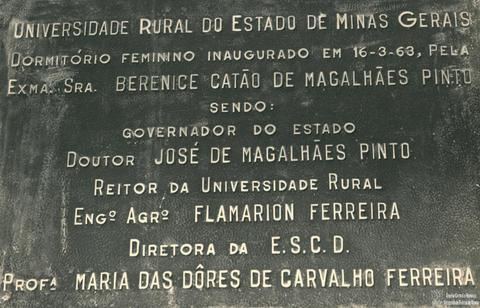 UNIVERSIDADE RURAL DO ESTADO DE MINAS GERAIS
DORMITÓRIO FEMININO INAUGURADO EM 16-3-63, PELA
EXMA. SRA. BERENICE CATÃO DE MAGALHÃES PINTO
SENDO:
GOVERNADOR DO ESTADO
DOUTOR JOSÉ DE MAGALHÃES PINTO
REITOR DA UNIVERSIDADE RURAL
ENGº AGRº FLAMARION FERREIRA
DIRETORA DA E.S.C.D.
PROFª MARIA DAS DÔRES DE CARVALHO FERREIRA